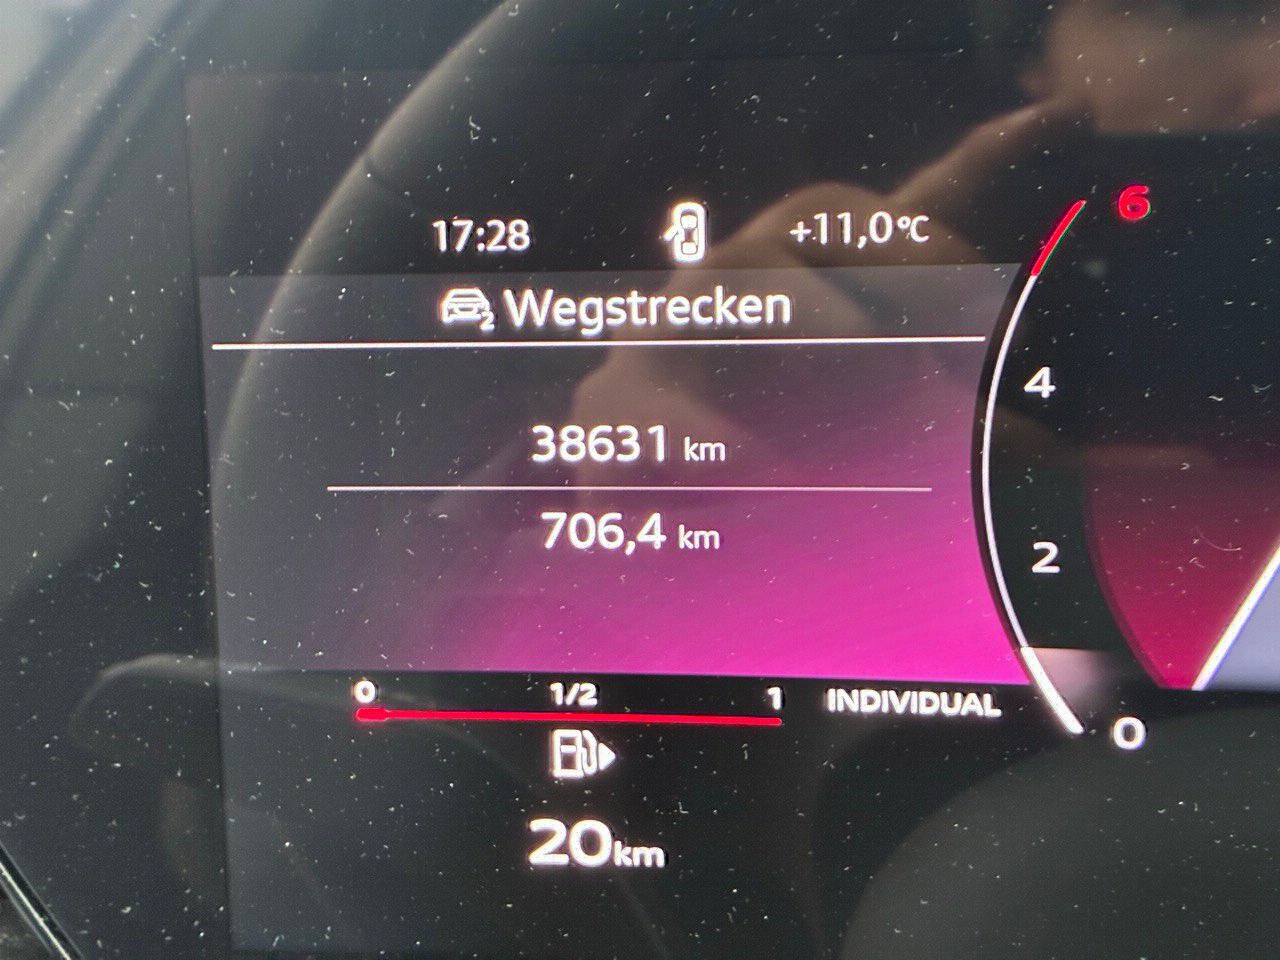 17:28 +11,0°C
2 Wegstrecken
38631 km
706,4 km
0 1/2 1 INDIVIDUAL
20km
6
4
2
0